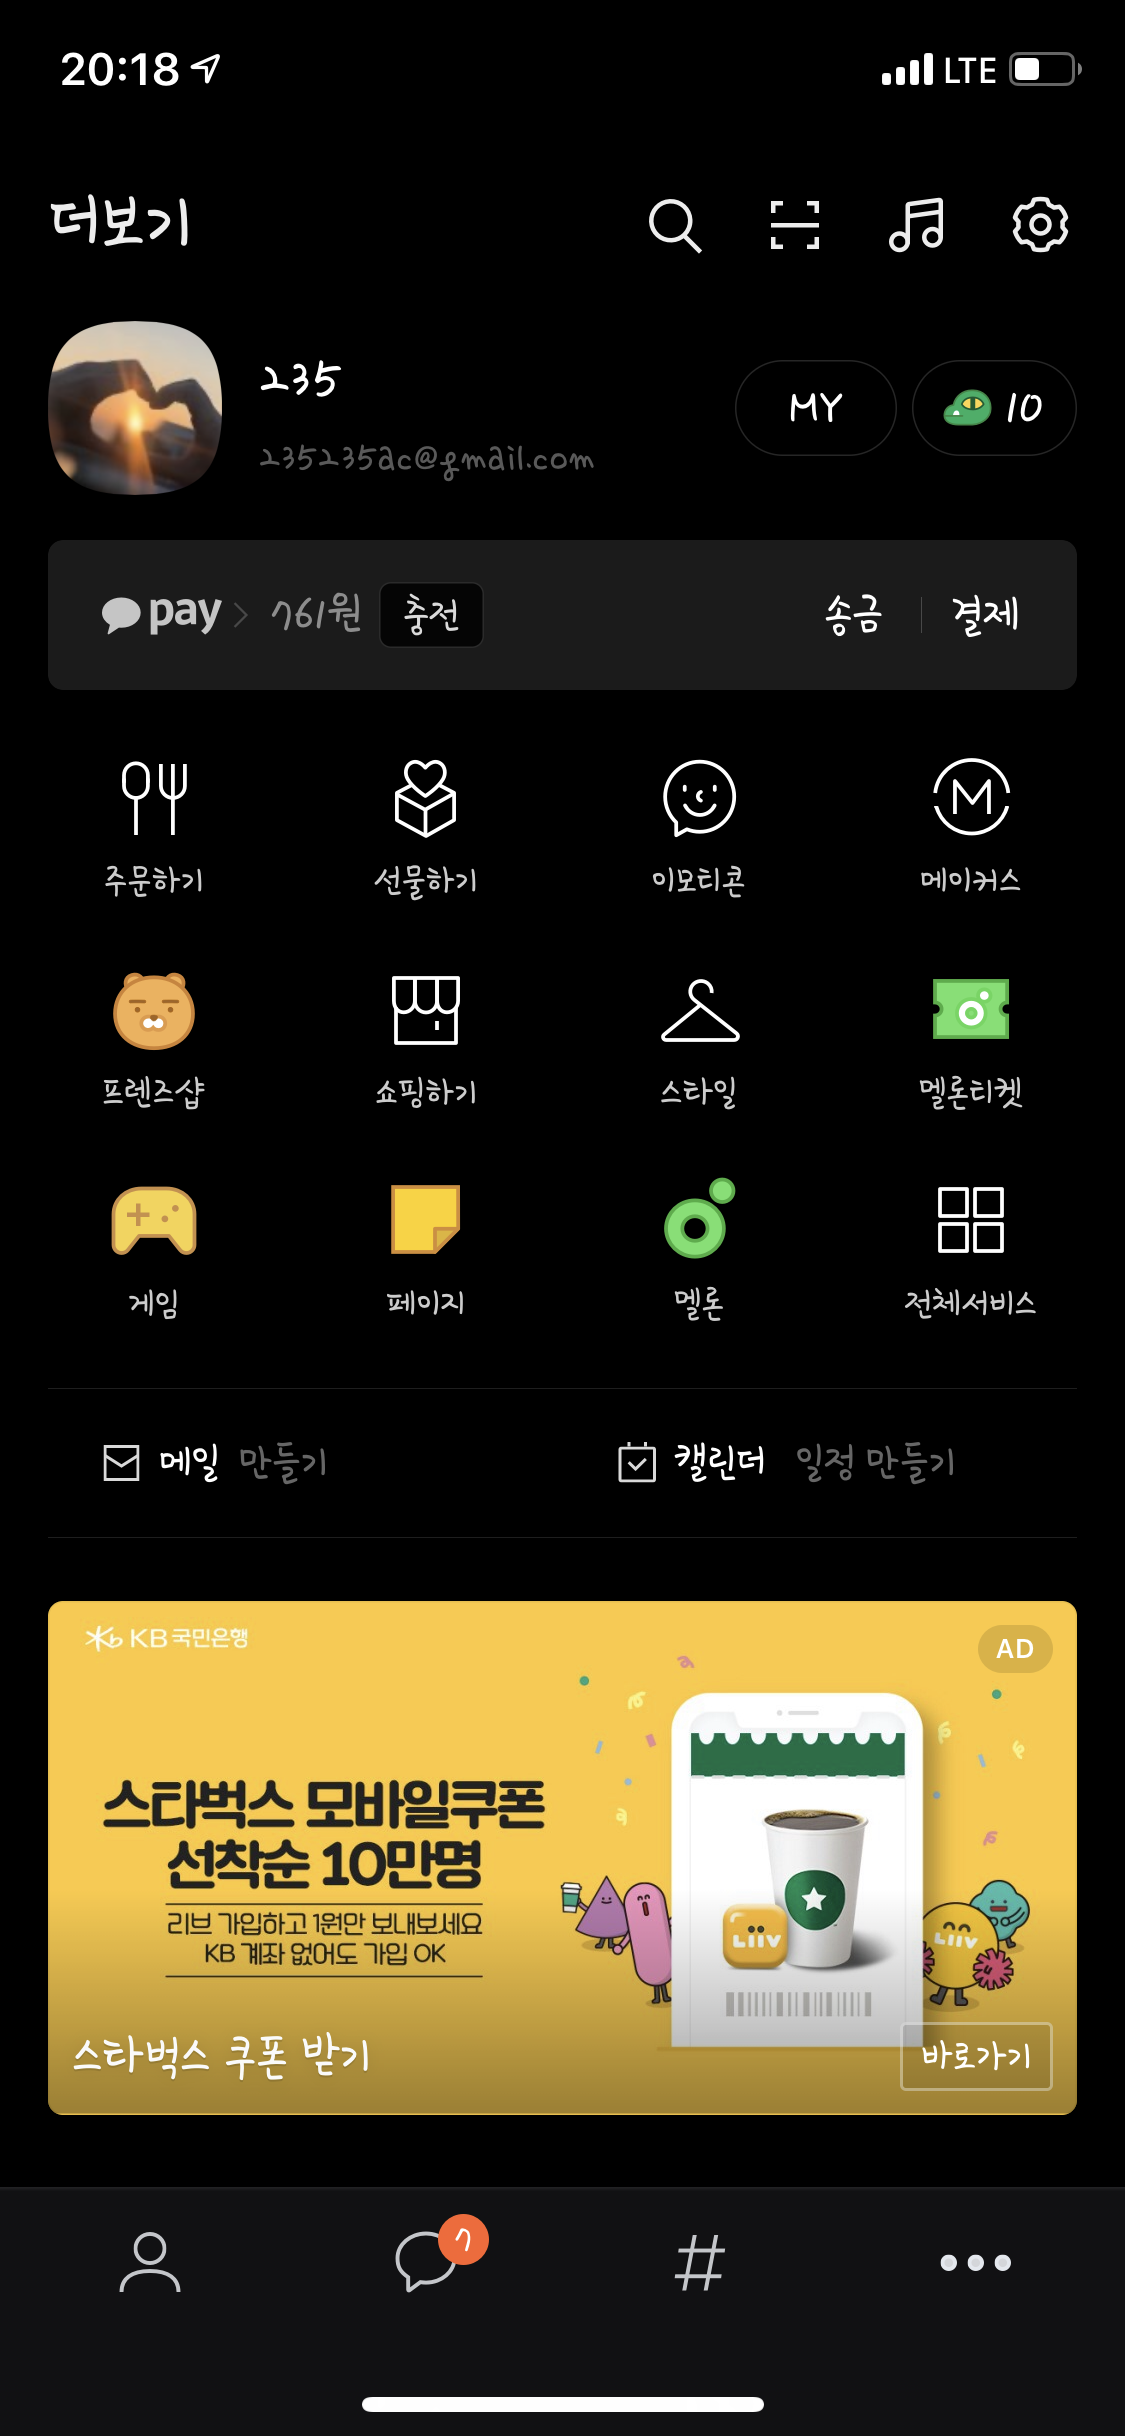 20:18 LTE
더보기
235
235235ac@gmail.com
MY
10
pay 761원 충전 송금 결제
주문하기 선물하기 이모티콘 메이커스
프렌즈샵 쇼핑하기 스타일 멜론티켓
게임 페이지 멜론 전체서비스
메일 만들기 캘린더 일정 만들기
KB국민은행
AD
스타벅스 모바일쿠폰
선착순 10만명
리브 가입하고 1원만 보내보세요
KB 계좌 없어도 가입 OK
Liiv
Liiv
스타벅스 쿠폰 받기
바로가기
7